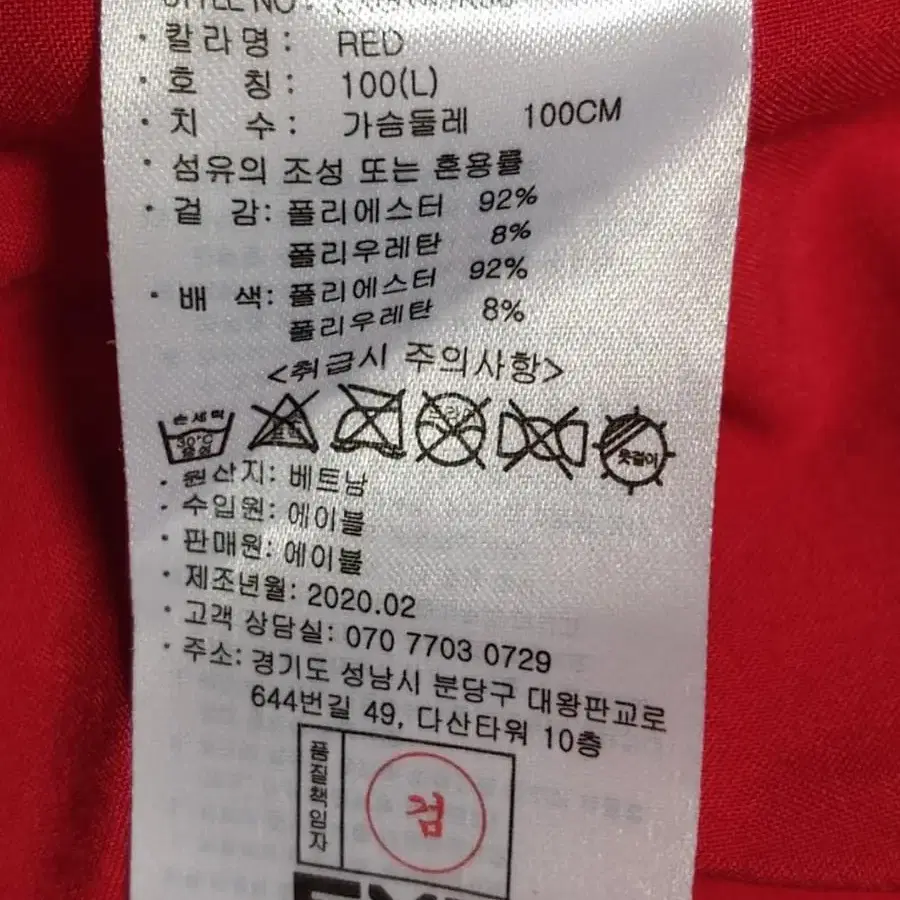 STYLE NO :
· 칼라명 : RED
· 호 칭 : 100(L)
· 치 수 : 가슴둘레 100CM
· 섬유의 조성 또는 혼용률
· 겉 감: 폴리에스터 92%
폴리우레탄 8%
· 배 색: 폴리에스터 92%
폴리우레탄 8%
<취급시 주의사항>
손세탁
30°C
중성
옷걸이
· 원산지: 베트남
· 수입원: 에이블
· 판매원: 에이블
· 제조년월: 2020.02
· 고객 상담실: 070 7703 0729
· 주소: 경기도 성남시 분당구 대왕판교로
644번길 49, 다산타워 10층
품질책임자
검